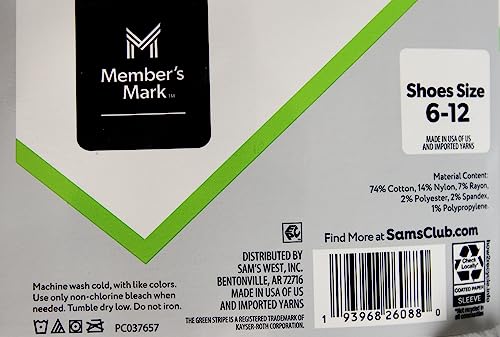 Member's
Mark™
Shoes Size
6-12
MADE IN USA OF US
AND IMPORTED YARNS
Material Content:
74% Cotton, 14% Nylon, 7% Rayon,
2% Polyester, 2% Spandex,
1% Polypropylene.
Find More at SamsClub.com
Machine wash cold, with like colors.
Use only non-chlorine bleach when
needed. Tumble dry low. Do not iron.
PC037657
DISTRIBUTED BY
SAM'S WEST, INC.
BENTONVILLE, AR 72716
MADE IN USA OF US
AND IMPORTED YARNS
THE GREEN STRIPE IS A REGISTERED TRADEMARK OF
KAYSER-ROTH CORPORATION.
1 93968 26088 0
Check
Locally*
COATED PAPER
SLEEVE
how2recycle.info